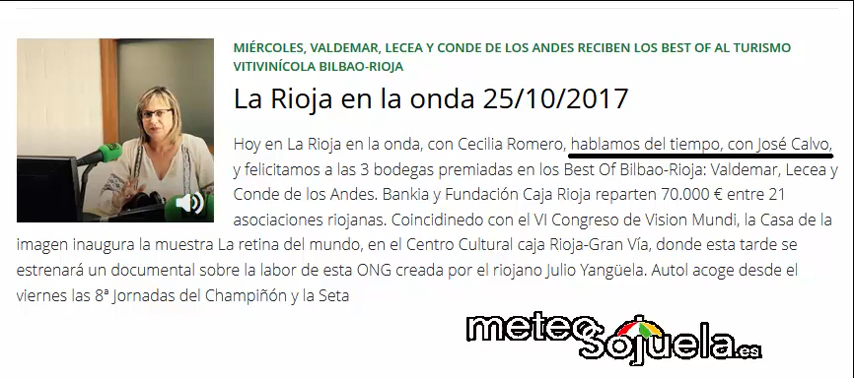 MIÉRCOLES, VALDEMAR, LECEA Y CONDE DE LOS ANDES RECIBEN LOS BEST OF AL TURISMO
VITIVINÍCOLA BILBAO-RIOJA
La Rioja en la onda 25/10/2017
Hoy en La Rioja en la onda, con Cecilia Romero, hablamos del tiempo, con José Calvo,
y felicitamos a las 3 bodegas premiadas en los Best Of Bilbao-Rioja: Valdemar, Lecea y
Conde de los Andes. Bankia y Fundación Caja Rioja reparten 70.000 € entre 21
asociaciones riojanas. Coincidinedo con el VI Congreso de Vision Mundi, la Casa de la
imagen inaugura la muestra La retina del mundo, en el Centro Cultural caja Rioja-Gran Vía, donde esta tarde se
estrenará un documental sobre la labor de esta ONG creada por el riojano Julio Yangüela. Autol acoge desde el
viernes las 8ª Jornadas del Champiñón y la Seta
meteo
Sojuela.es